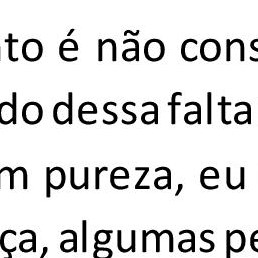 nto é não cons
do dessa falta
m pureza, eu
ça, algumas pe